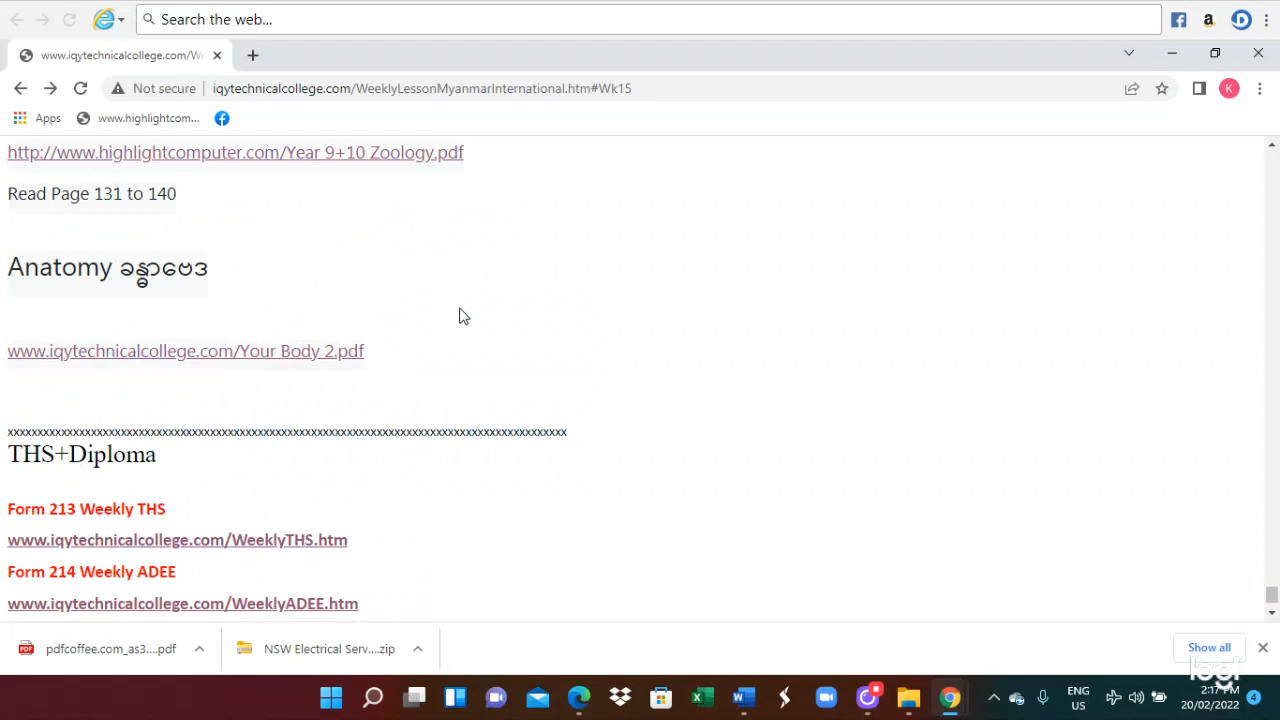 Search the web...
www.iqytechnicalcollege.com/We
Not secure iqytechnicalcollege.com/WeeklyLessonMyanmarInternational.htm#Wk15 K
Apps www.highlightcom...
http://www.highlightcomputer.com/Year 9+10 Zoology.pdf
Read Page 131 to 140
Anatomy ခန္ဓာဗေဒ
www.iqytechnicalcollege.com/Your Body 2.pdf
xxxxxxxxxxxxxxxxxxxxxxxxxxxxxxxxxxxxxxxxxxxxxxxxxxxxxxxxxxxxxxxxxxxxxxxxxxxxxxxxxxxxxxxxxxxxx
THS+Diploma
Form 213 Weekly THS
www.iqytechnicalcollege.com/WeeklyTHS.htm
Form 214 Weekly ADEE
www.iqytechnicalcollege.com/WeeklyADEE.htm
pdfcoffee.com_as3....pdf NSW Electrical Serv....zip Show all
logi
ENG
US
2:17 PM
20/02/2022
4